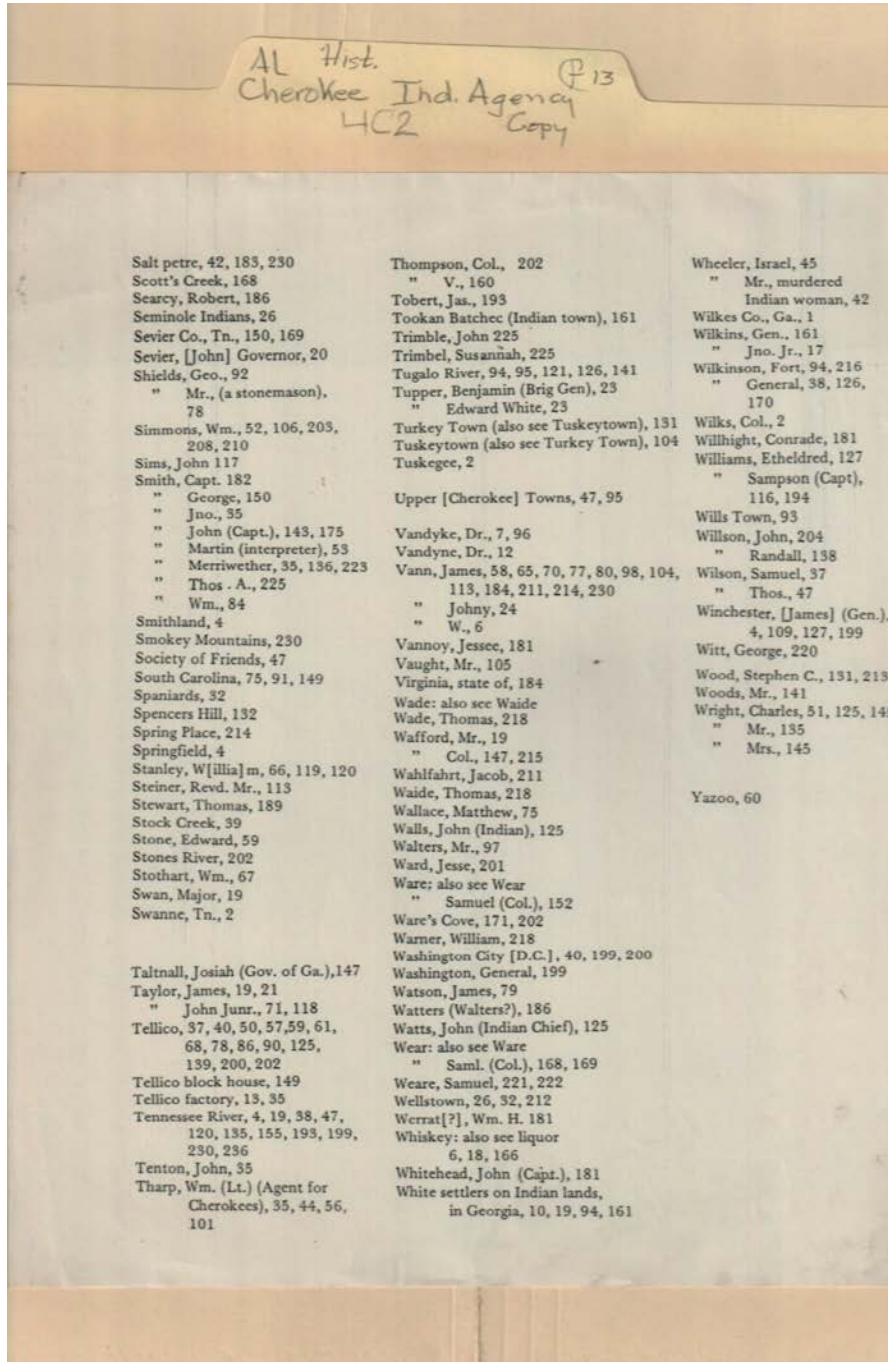 AL Hist.
Cherokee Ind. Agency
P 13
4C2 Copy
Salt petre, 42, 183, 230
Scott's Creek, 168
Searcy, Robert, 186
Seminole Indians, 26
Sevier Co., Tn., 150, 169
Sevier, [John] Governor, 20
Shields, Geo., 92
" Mr., (a stonemason),
78
Simmons, Wm., 52, 106, 203,
208, 210
Sims, John 117
Smith, Capt. 182
" George, 150
" Jno., 35
" John (Capt.), 143, 175
" Martin (interpreter), 53
" Merriwether, 35, 136, 223
" Thos . A., 225
" Wm., 84
Smithland, 4
Smokey Mountains, 230
Society of Friends, 47
South Carolina, 75, 91, 149
Spaniards, 32
Spencers Hill, 132
Spring Place, 214
Springfield, 4
Stanley, W[illia]m, 66, 119, 120
Steiner, Revd. Mr., 113
Stewart, Thomas, 189
Stock Creek, 39
Stone, Edward, 59
Stones River, 202
Stothart, Wm., 67
Swan, Major, 19
Swanne, Tn., 2
Taltnall, Josiah (Gov. of Ga.),147
Taylor, James, 19, 21
" John Junr., 71, 118
Tellico, 37, 40, 50, 57,59, 61,
68, 78, 86, 90, 125,
139, 200, 202
Tellico block house, 149
Tellico factory, 13, 35
Tennessee River, 4, 19, 38, 47,
120, 135, 155, 193, 199,
230, 236
Tenton, John, 35
Tharp, Wm. (Lt.) (Agent for
Cherokees), 35, 44, 56,
101
Thompson, Col., 202
" V., 160
Tobert, Jas., 193
Tookan Batchec (Indian town), 161
Trimble, John 225
Trimbel, Susannah, 225
Tugalo River, 94, 95, 121, 126, 141
Tupper, Benjamin (Brig Gen), 23
" Edward White, 23
Turkey Town (also see Tuskeytown), 131
Tuskeytown (also see Turkey Town), 104
Tuskegee, 2
Upper [Cherokee] Towns, 47, 95
Vandyke, Dr., 7, 96
Vandyne, Dr., 12
Vann, James, 58, 65, 70, 77, 80, 98, 104,
113, 184, 211, 214, 230
" Johny, 24
" W., 6
Vannoy, Jessee, 181
Vaught, Mr., 105
Virginia, state of, 184
Wade: also see Waide
Wade, Thomas, 218
Wafford, Mr., 19
" Col., 147, 215
Wahlfahrt, Jacob, 211
Waide, Thomas, 218
Wallace, Matthew, 75
Walls, John (Indian), 125
Walters, Mr., 97
Ward, Jesse, 201
Ware; also see Wear
" Samuel (Col.), 152
Ware's Cove, 171, 202
Warner, William, 218
Washington City [D.C.], 40, 199, 200
Washington, General, 199
Watson, James, 79
Watters (Walters?), 186
Watts, John (Indian Chief), 125
Wear: also see Ware
" Saml. (Col.), 168, 169
Weare, Samuel, 221, 222
Wellstown, 26, 32, 212
Werrat[?], Wm. H. 181
Whiskey: also see liquor
6, 18, 166
Whitehead, John (Capt.), 181
White settlers on Indian lands,
in Georgia, 10, 19, 94, 161
Wheeler, Israel, 45
" Mr., murdered
Indian woman, 42
Wilkes Co., Ga., 1
Wilkins, Gen., 161
" Jno. Jr., 17
Wilkinson, Fort, 94, 216
" General, 38, 126,
170
Wilks, Col., 2
Willhight, Conrade, 181
Williams, Etheldred, 127
" Sampson (Capt),
116, 194
Wills Town, 93
Willson, John, 204
" Randall, 138
Wilson, Samuel, 37
" Thos., 47
Winchester, [James] (Gen.),
4, 109, 127, 199
Witt, George, 220
Wood, Stephen C., 131, 213
Woods, Mr., 141
Wright, Charles, 51, 125,
" Mr., 135
" Mrs., 145
Yazoo, 60